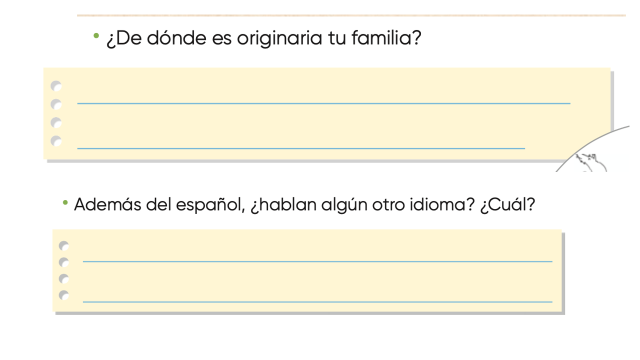 • ¿De dónde es originaria tu familia?
• Además del español, ¿hablan algún otro idioma? ¿Cuál?